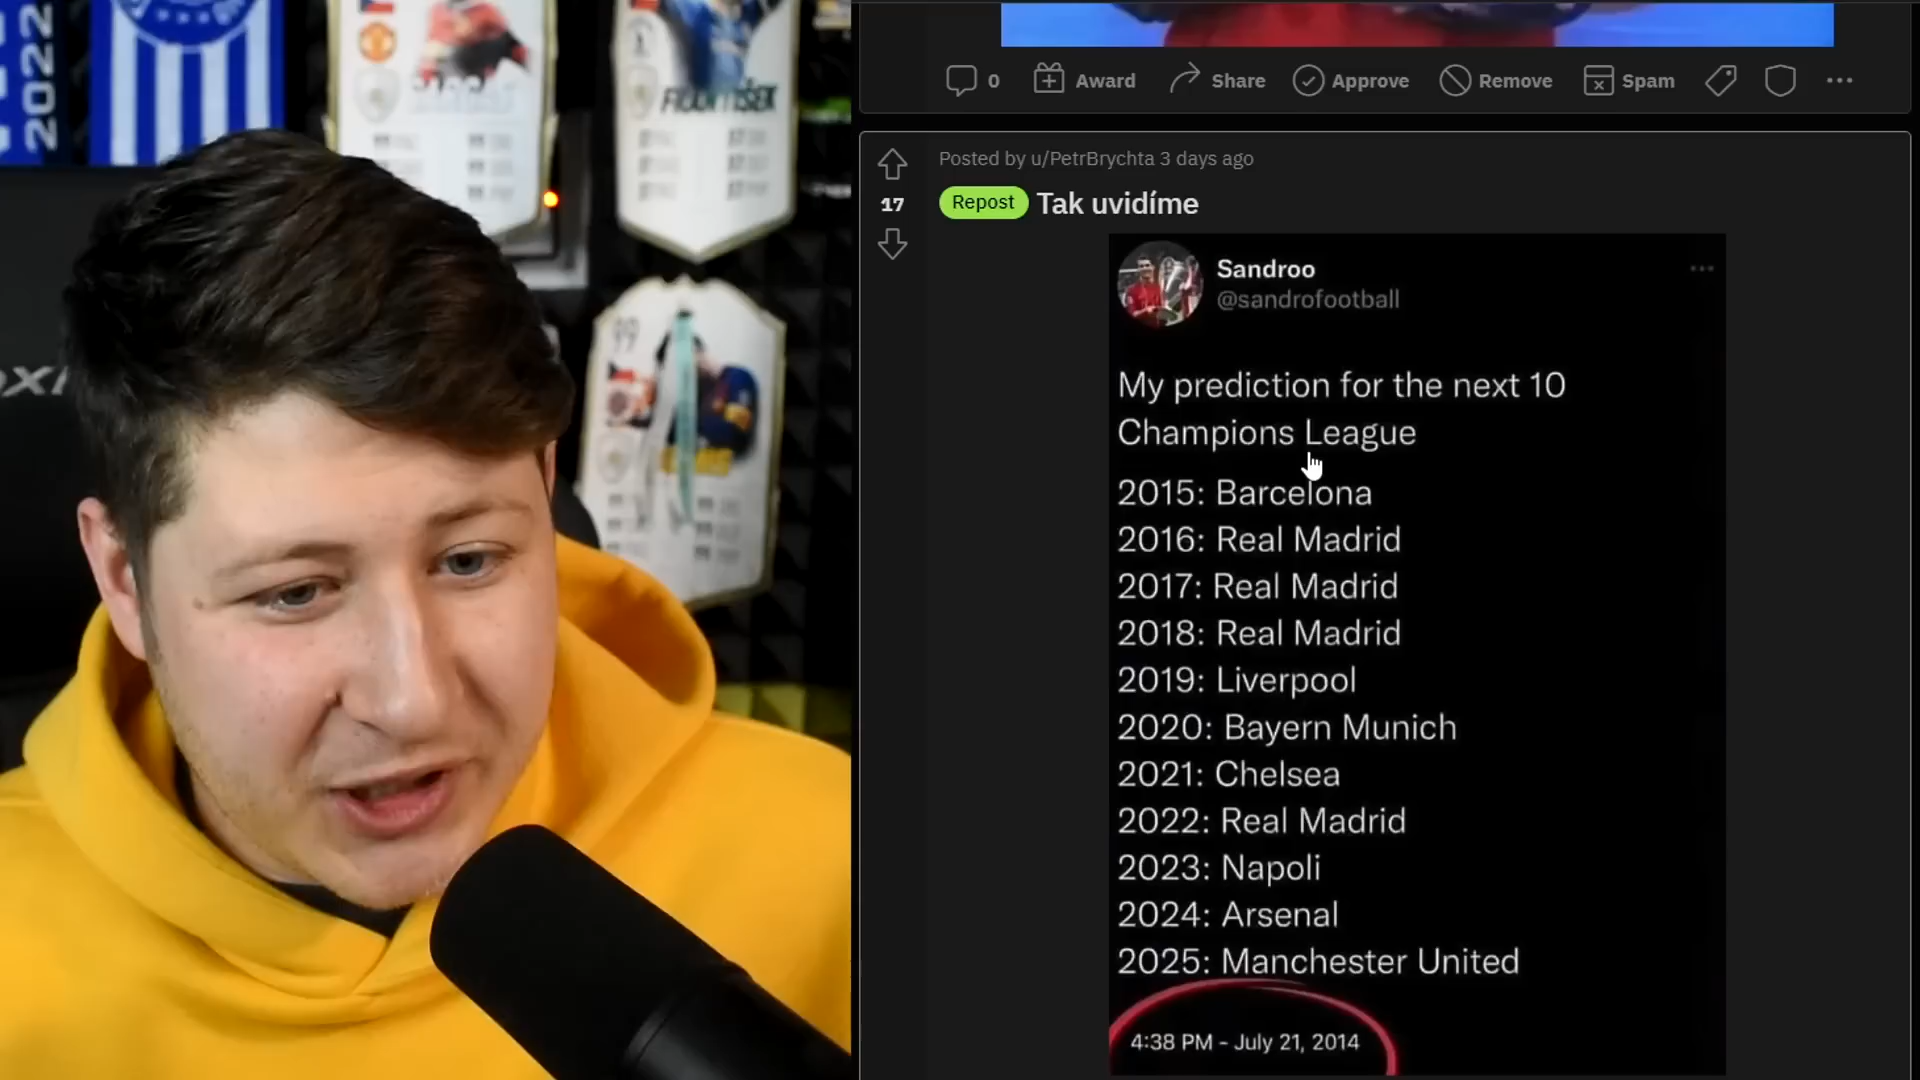 2022
FRANTIŠEK
0
Award
Share
Approve
Remove
Spam
Posted by u/PetrBrychta 3 days ago
17
Repost
Tak uvidíme
Sandroo
@sandrofootball
My prediction for the next 10
Champions League
2015: Barcelona
2016: Real Madrid
2017: Real Madrid
2018: Real Madrid
2019: Liverpool
2020: Bayern Munich
2021: Chelsea
2022: Real Madrid
2023: Napoli
2024: Arsenal
2025: Manchester United
4:38 PM - July 21, 2014